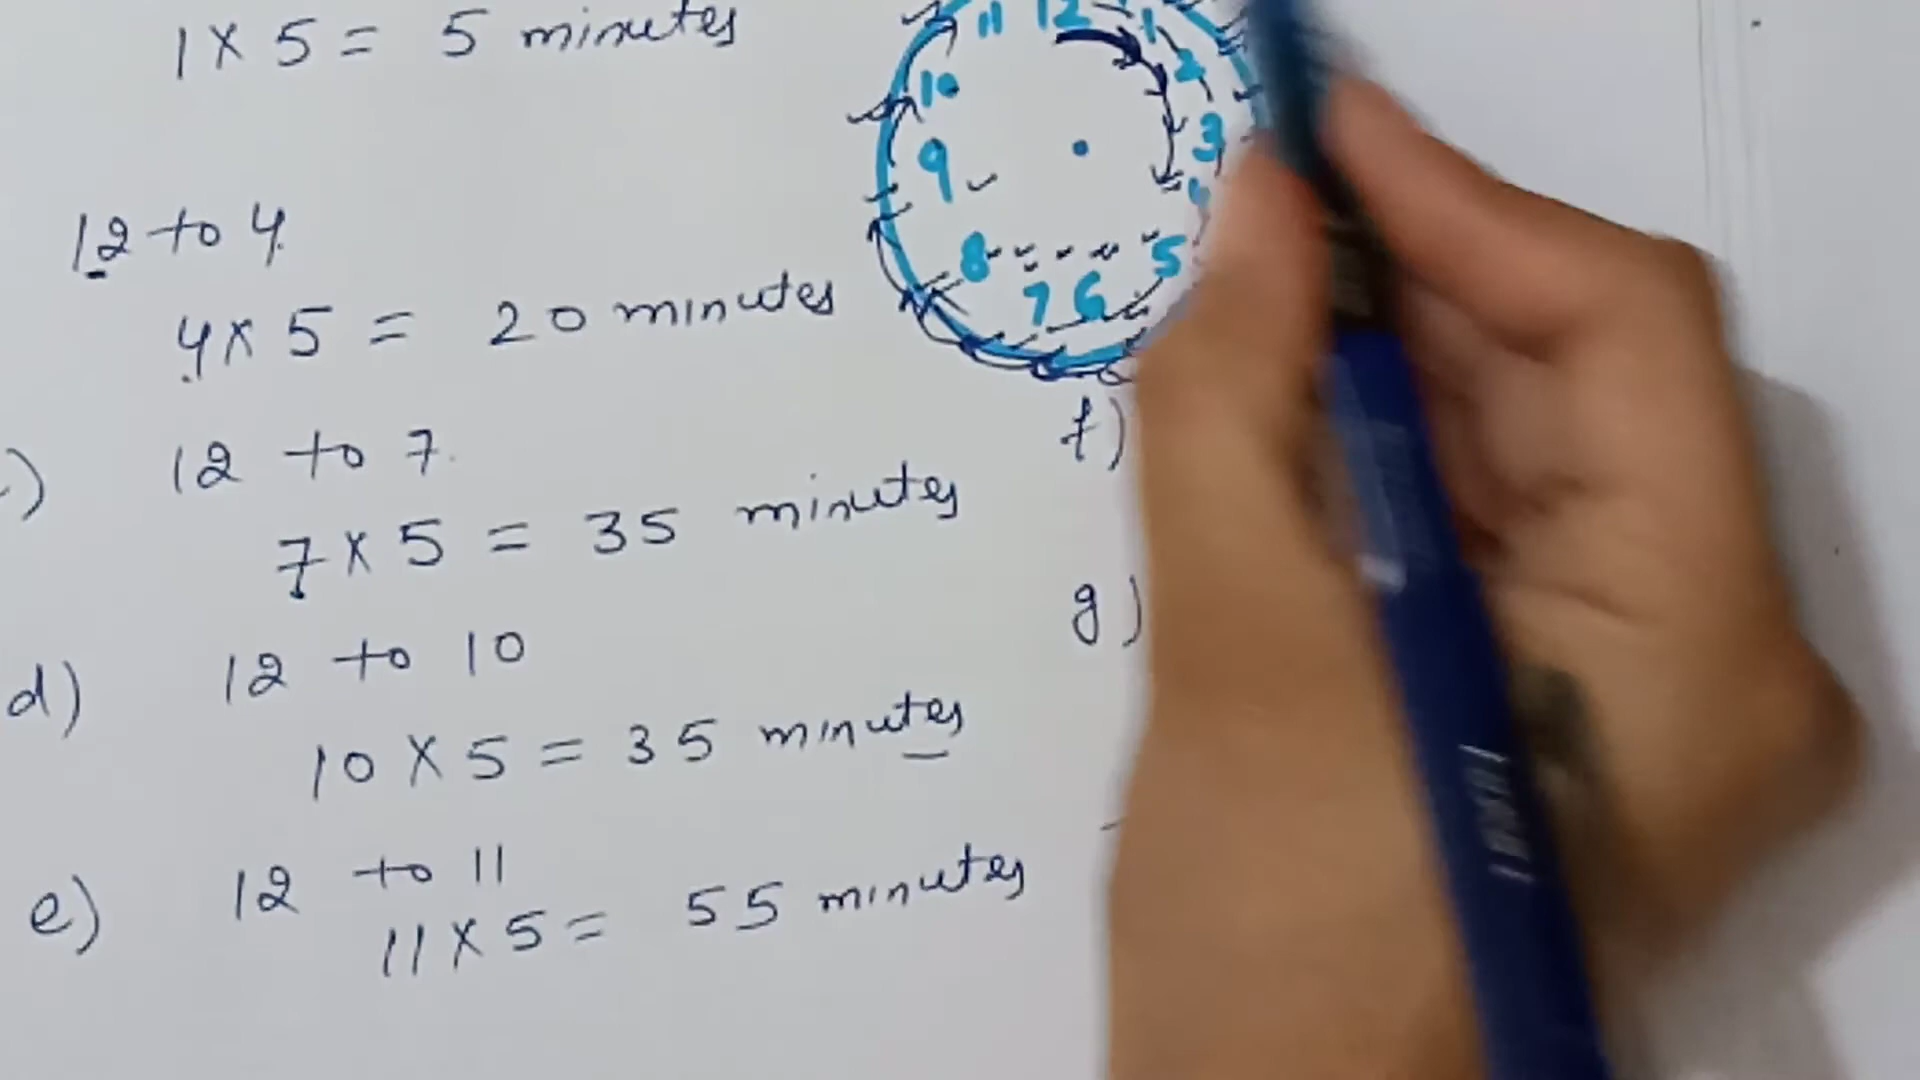 1 X 5 = 5 minutes
12 to 4
4 x 5 = 20 minutes
12 to 7
7 x 5 = 35 minutes
d) 12 to 10
10 X 5 = 35 minutes
e) 12 to 11
11 X 5 = 55 minutes
11 12 1
10 2
9 3
8 4
7 6 5
f)
g)